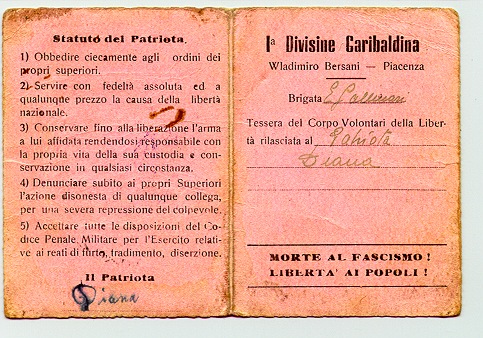 Statuto del Patriota
1) Obbedire ciecamente agli ordini dei
propri superiori.
2) Servire con fedeltà assoluta ed a
qualunque prezzo la causa della libertà
nazionale.
3) Conservare fino alla liberazione l'arma
a lui affidata rendendosi responsabile con
la propria vita della sua custodia e con-
servazione in qualsiasi circostanza.
4) Denunciare subito ai propri Superiori
l'azione disonesta di qualunque collega,
per una severa repressione del colpevole.
5) Accettare tutte le disposizioni del Co-
dice Penale Militare per l'Esercito relati-
ve ai reati di furto, tradimento, diserzione.
Il Patriota
Diana
Iª Divisine Garibaldina
Wladimiro Bersani — Piacenza
Brigata
Tessera del Corpo Volontari della Liber-
tà rilasciata al Patriota
Diana
MORTE AL FASCISMO !
LIBERTA' AI POPOLI !